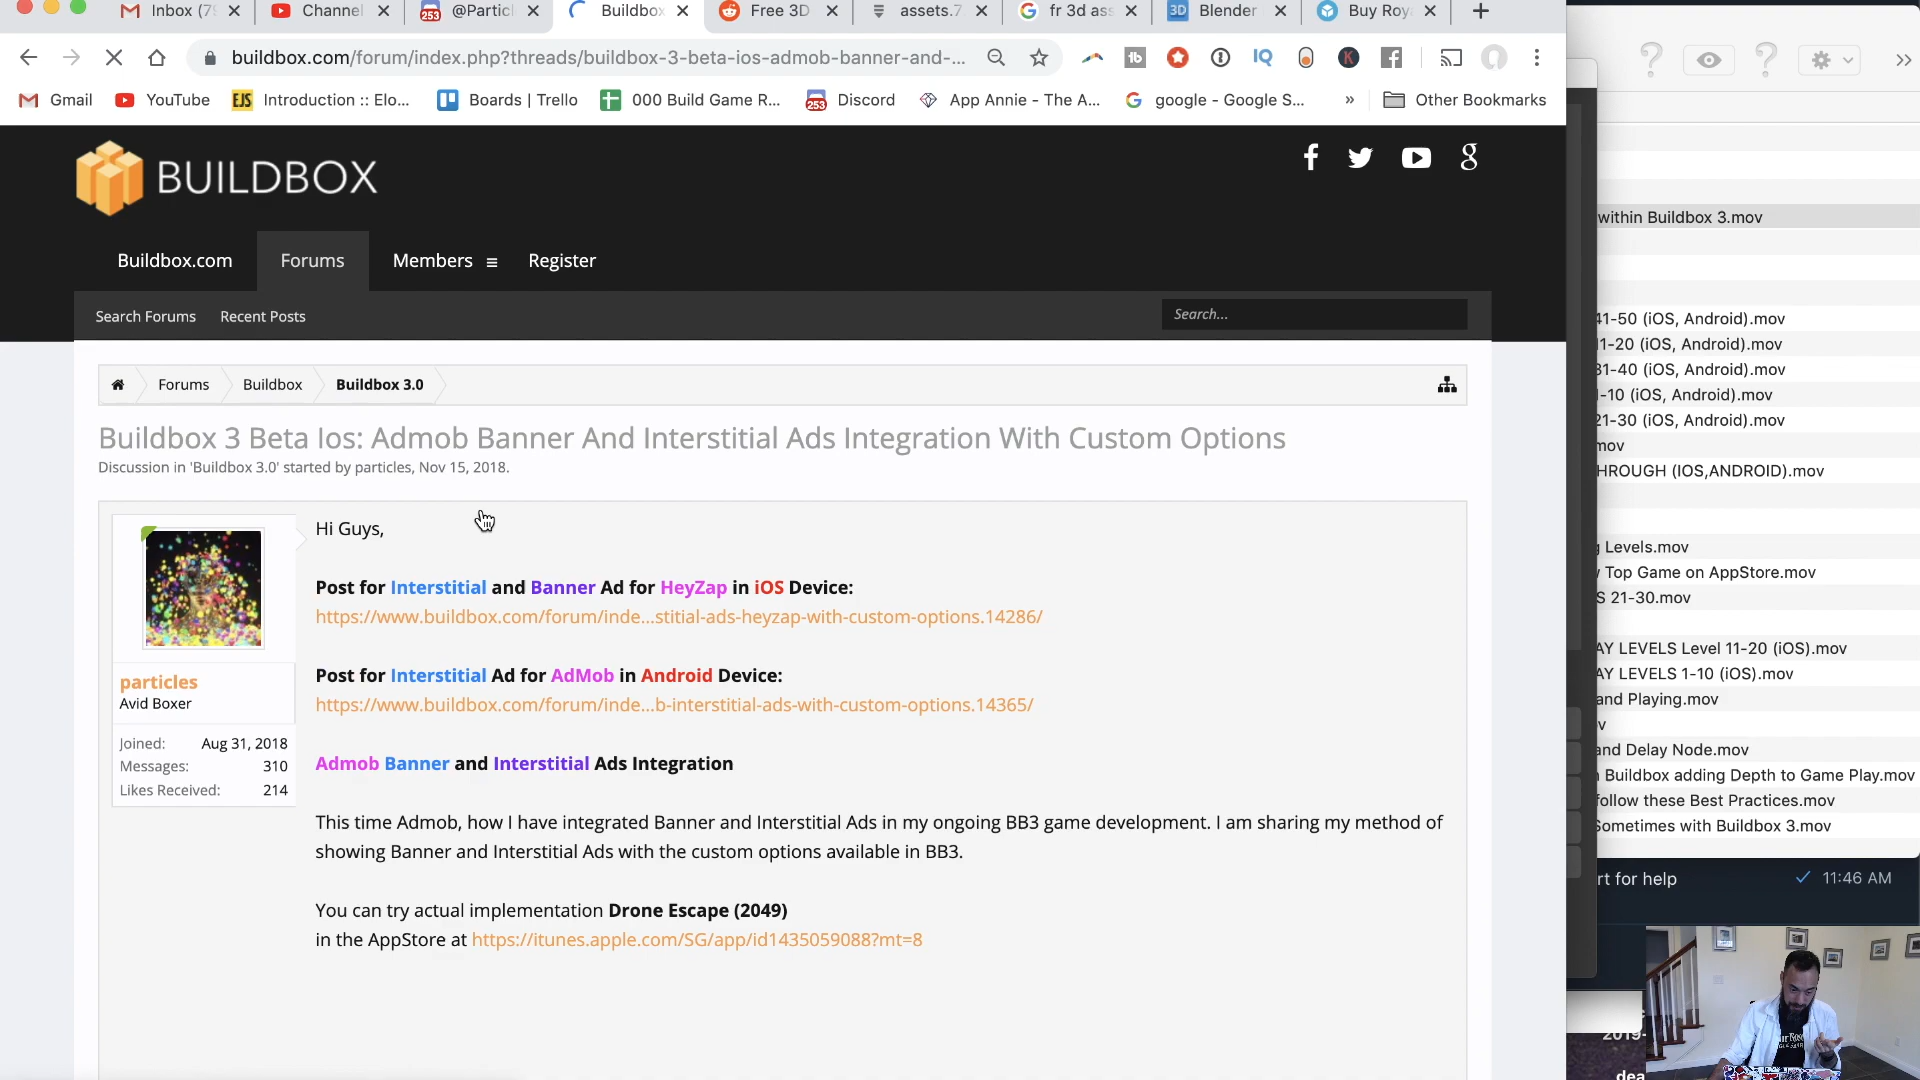 Inbox (7
Channel
@Partic
Buildbox
Free 3D
assets.7
fr 3d ass
Blender
Buy Roy
buildbox.com/forum/index.php?threads/buildbox-3-beta-ios-admob-banner-and-...
Gmail
YouTube
EJS
Introduction :: Elo...
Boards | Trello
000 Build Game R...
253
Discord
App Annie - The A...
google - Google S...
»
Other Bookmarks
BUILDBOX
Buildbox.com
Forums
Members
Register
Search Forums
Recent Posts
Search...
Forums
Buildbox
Buildbox 3.0
Buildbox 3 Beta Ios: Admob Banner And Interstitial Ads Integration With Custom Options
Discussion in 'Buildbox 3.0' started by particles, Nov 15, 2018.
particles
Avid Boxer
Joined: Aug 31, 2018
Messages: 310
Likes Received: 214
Hi Guys,
Post for Interstitial and Banner Ad for HeyZap in iOS Device:
https://www.buildbox.com/forum/inde...stitial-ads-heyzap-with-custom-options.14286/
Post for Interstitial Ad for AdMob in Android Device:
https://www.buildbox.com/forum/inde...b-interstitial-ads-with-custom-options.14365/
Admob Banner and Interstitial Ads Integration
This time Admob, how I have integrated Banner and Interstitial Ads in my ongoing BB3 game development. I am sharing my method of
showing Banner and Interstitial Ads with the custom options available in BB3.
You can try actual implementation Drone Escape (2049)
in the AppStore at https://itunes.apple.com/SG/app/id1435059088?mt=8
within Buildbox 3.mov
41-50 (iOS, Android).mov
11-20 (iOS, Android).mov
31-40 (iOS, Android).mov
1-10 (iOS, Android).mov
21-30 (iOS, Android).mov
mov
HROUGH (IOS,ANDROID).mov
g Levels.mov
Top Game on AppStore.mov
S 21-30.mov
AY LEVELS Level 11-20 (iOS).mov
AY LEVELS 1-10 (iOS).mov
and Playing.mov
and Delay Node.mov
Buildbox adding Depth to Game Play.mov
follow these Best Practices.mov
Sometimes with Buildbox 3.mov
rt for help
11:46 AM
2019-
dea